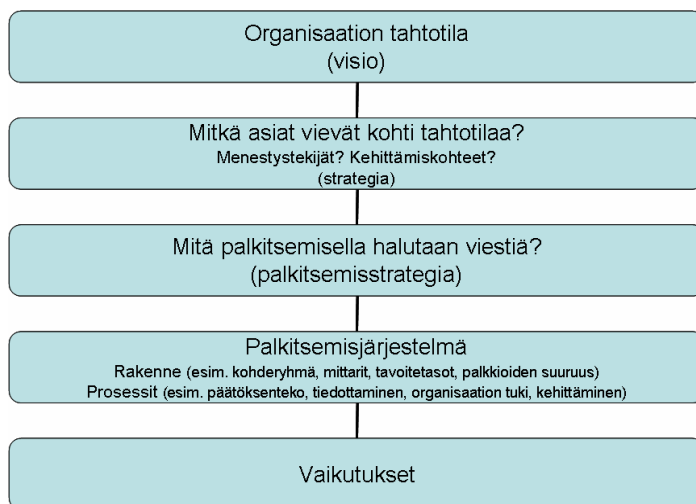 Organisaation tahtotila
(visio)
Mitkä asiat vievät kohti tahtotilaa?
Menestystekijät? Kehittämiskohteet?
(strategia)
Mitä palkitsemisella halutaan viestiä?
(palkitsemisstrategia)
Palkitsemisjärjestelmä
Rakenne (esim. kohderyhmä, mittarit, tavoitetasot, palkkioiden suuruus)
Prosessit (esim. päätöksenteko, tiedottaminen, organisaation tuki, kehittäminen)
Vaikutukset